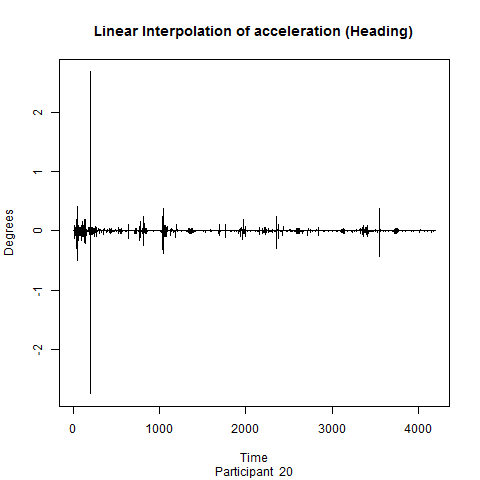 Linear Interpolation of acceleration (Heading)
Degrees
2
1
0
-1
-2
0 1000 2000 3000 4000
Time
Participant 20